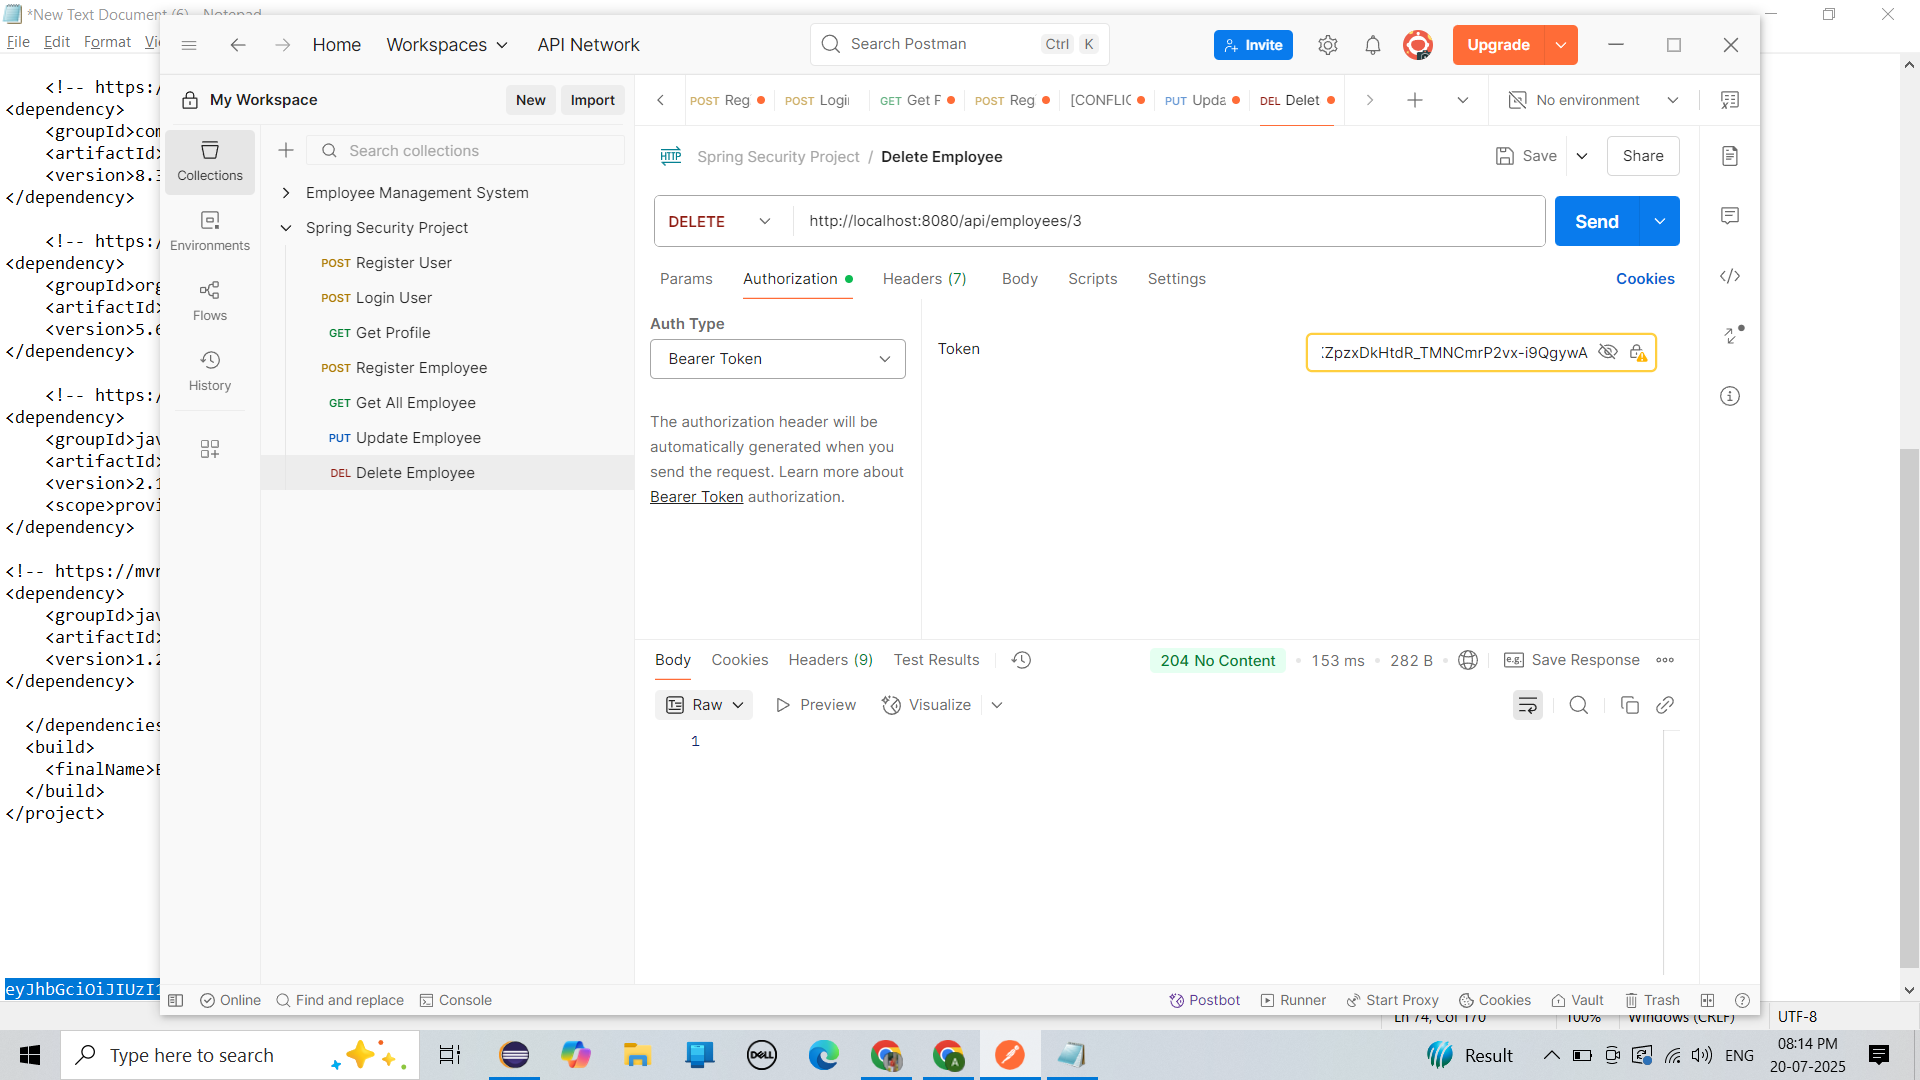 *New Text Document (6) - Notepad
File Edit Format
<!-- https:/
<dependency>
<groupId>com
<artifactId>
<version>8.3
</dependency>
<!-- https:/
<dependency>
<groupId>org
<artifactId>
<version>5.6
</dependency>
<!-- https:/
<dependency>
<groupId>jav
<artifactId>
<version>2.1
<scope>provi
</dependency>
<!-- https://mvr
<dependency>
<groupId>jav
<artifactId>
<version>1.2
</dependency>
</dependencies
<build>
<finalName>E
</build>
</project>
eyJhbGciOiJIUzI1
Home Workspaces API Network
Search Postman Ctrl K
Invite
Upgrade
My Workspace New Import
POST Reg POST Login GET Get F POST Reg [CONFLIC PUT Upda DEL Delet
No environment
Collections
Environments
Flows
History
Search collections
Employee Management System
Spring Security Project
POST Register User
POST Login User
GET Get Profile
POST Register Employee
GET Get All Employee
PUT Update Employee
DEL Delete Employee
HTTP Spring Security Project / Delete Employee
Save Share
DELETE http://localhost:8080/api/employees/3 Send
Params Authorization Headers (7) Body Scripts Settings Cookies
Auth Type
Bearer Token
The authorization header will be
automatically generated when you
send the request. Learn more about
Bearer Token authorization.
Token ZpzxDkHtdR_TMNCmrP2vx-i9QgywA
Body Cookies Headers (9) Test Results 204 No Content 153 ms 282 B e.g. Save Response
Raw Preview Visualize
1
Online Find and replace Console Postbot Runner Start Proxy Cookies Vault Trash
Ln 74, Col 170 100% Windows (CRLF) UTF-8
Type here to search
DELL
A
Result
ENG
08:14 PM
20-07-2025